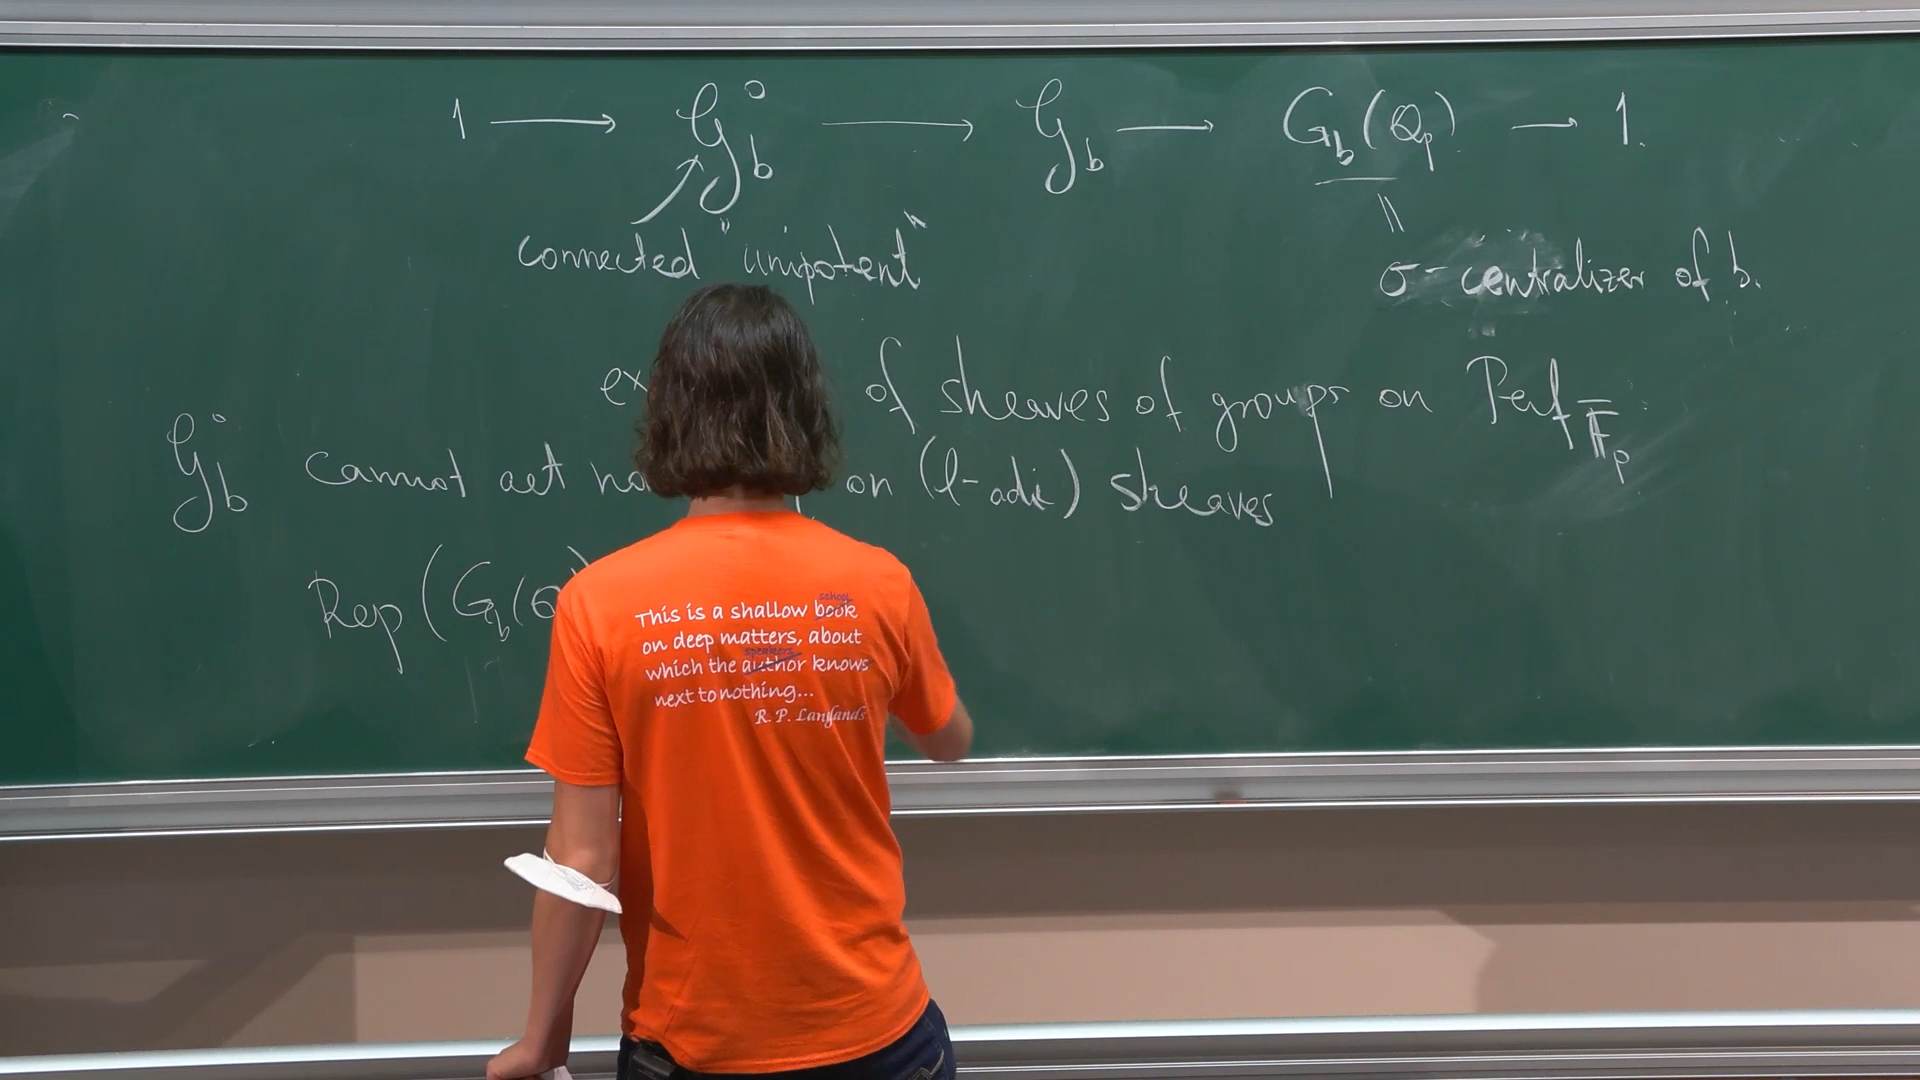 1 → 𝒢_b° → 𝒢_b → G_b(Q_p) → 1.
connected "unipotent"
||
σ-centralizer of b.
of sheaves of groups on Perf_F̄_p
𝒢_b° cannot act on (ℓ-adic) sheaves
Rep(G_b(Q
This is a shallow book school
on deep matters, about
which the author speakers knows
next to nothing...
R. P. Langlands